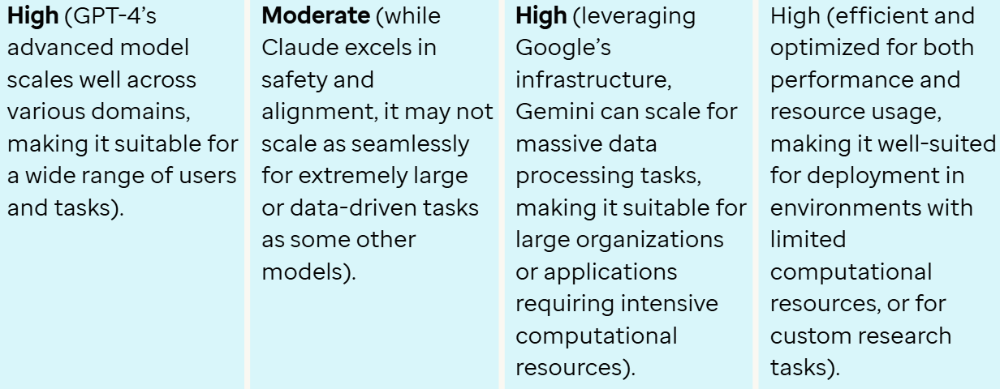 High (GPT-4’s
advanced model
scales well across
various domains,
making it suitable for
a wide range of users
and tasks).
Moderate (while
Claude excels in
safety and
alignment, it may not
scale as seamlessly
for extremely large
or data-driven tasks
as some other
models).
High (leveraging
Google’s
infrastructure,
Gemini can scale for
massive data
processing tasks,
making it suitable for
large organizations
or applications
requiring intensive
computational
resources).
High (efficient and
optimized for both
performance and
resource usage,
making it well-suited
for deployment in
environments with
limited
computational
resources, or for
custom research
tasks).